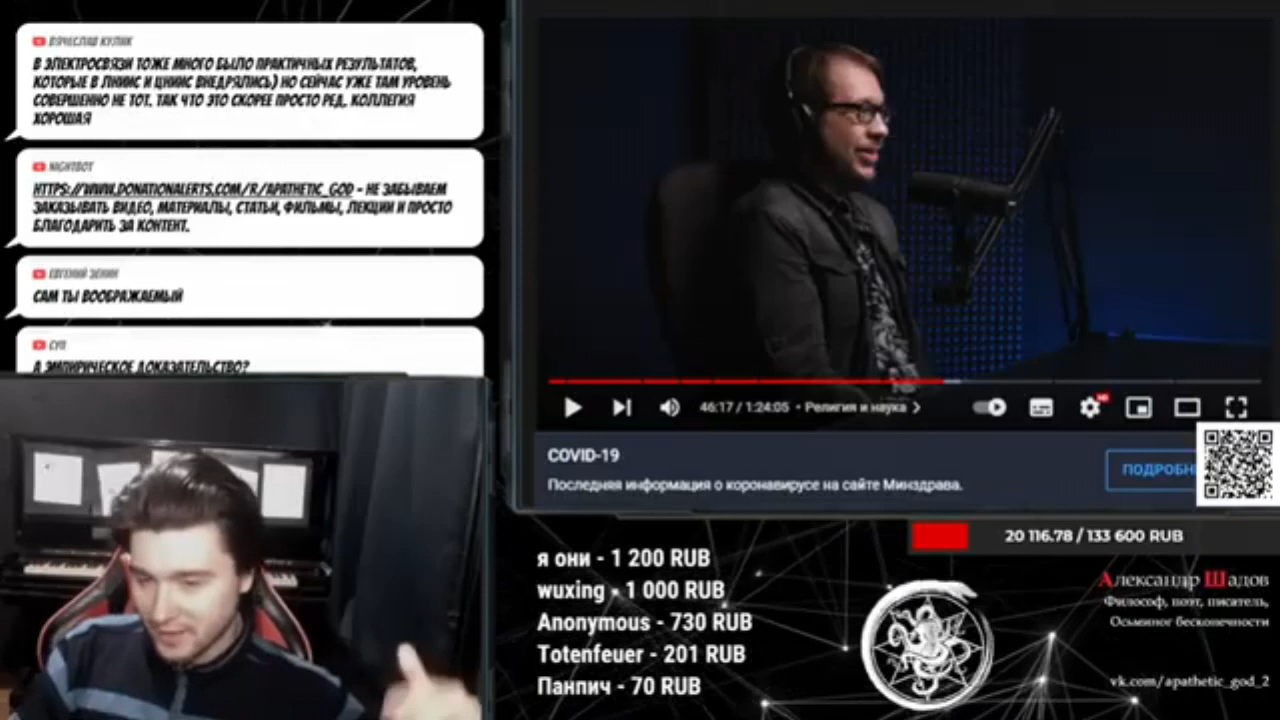 ВЯЧЕСЛАВ КУЛИК
В ЭЛЕКТРОСВЯЗИ ТОЖЕ МНОГО БЫЛО ПРАКТИЧНЫХ РЕЗУЛЬТАТОВ,
КОТОРЫЕ В ЛНИИС И ЦНИИС ВНЕДРЯЛИСЬ) НО СЕЙЧАС УЖЕ ТАМ УРОВЕНЬ
СОВЕРШЕННО НЕ ТОТ. ТАК ЧТО ЭТО СКОРЕЕ ПРОСТО РЕД. КОЛЛЕГИЯ
ХОРОШАЯ
NIGHTBOT
HTTPS://WWW.DONATIONALERTS.COM/R/APATHETIC_GOD - НЕ ЗАБЫВАЕМ
ЗАКАЗЫВАТЬ ВИДЕО, МАТЕРИАЛЫ, СТАТЬИ, ФИЛЬМЫ, ЛЕКЦИИ И ПРОСТО
БЛАГОДАРИТЬ ЗА КОНТЕНТ.
ЕВГЕНИЙ ЗЕНИН
САМ ТЫ ВООБРАЖАЕМЫЙ
СУП
А ЭМПИРИЧЕСКОЕ ДОКАЗАТЕЛЬСТВО?
46:17 / 1:24:05 • Религия и наука
HD
COVID-19
ПОДРОБН
Последняя информация о коронавирусе на сайте Минздрава.
20 116.78 / 133 600 RUB
я они - 1 200 RUB
wuxing - 1 000 RUB
Anonymous - 730 RUB
Totenfeuer - 201 RUB
Панпич - 70 RUB
Александр Шадов
Философ, поэт, писатель,
Осьминог бесконечности
vk.com/apathetic_god_2